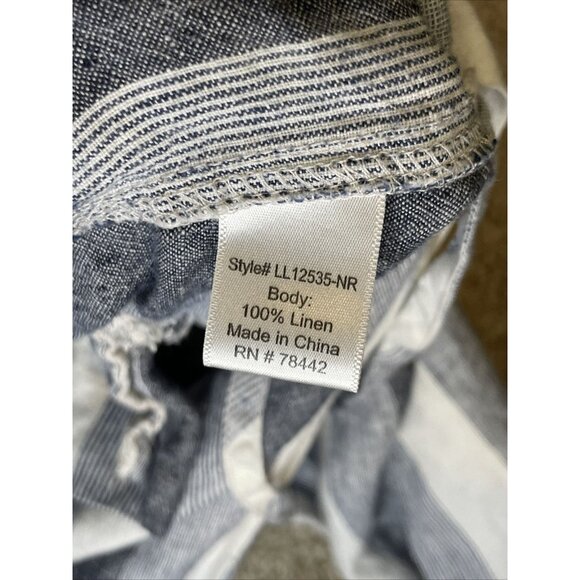 Style# LL12535-NR
Body:
100% Linen
Made in China
RN # 78442